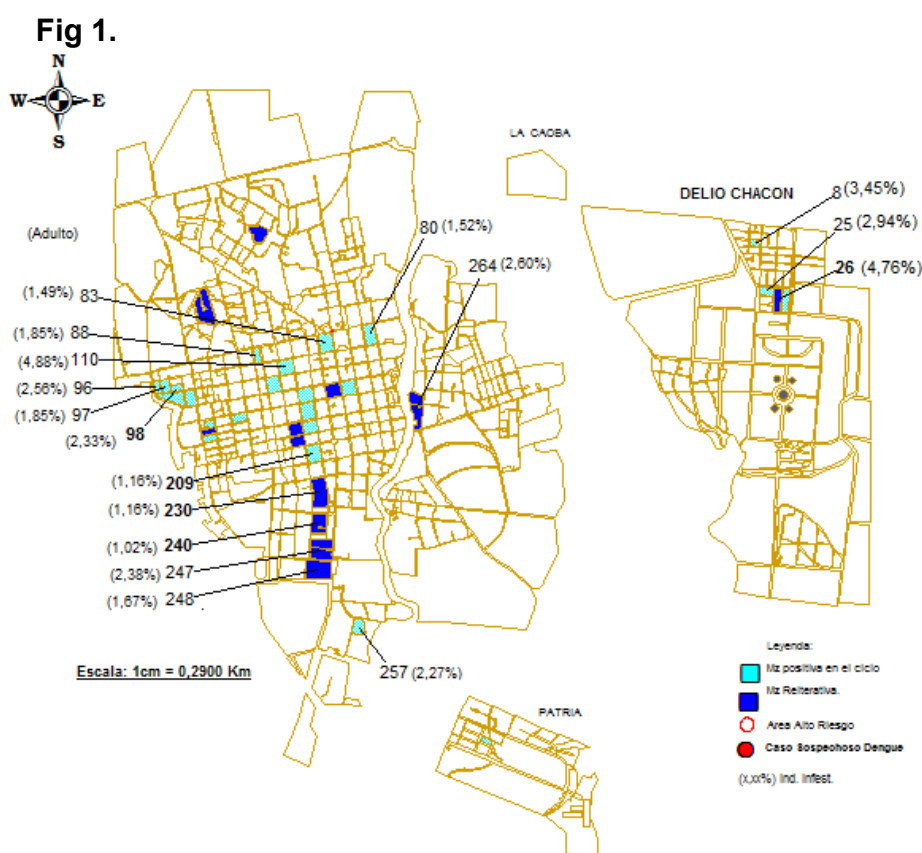 Fig 1.
N
W E
S
LA CAOBA
DELIO CHACON
8 (3,45%)
25 (2,94%)
26 (4,76%)
80 (1,52%)
264 (2,60%)
(Adulto)
(1,49%) 83
(1,85%) 88
(4,88%) 110
(2,56%) 96
(1,85%) 97
(2,33%) 98
(1,16%) 209
(1,16%) 230
(1,02%) 240
(2,38%) 247
(1,67%) 248
257 (2,27%)
Escala: 1cm = 0,2900 Km
PATRIA
Leyenda:
Mz positiva en el ciclo
Mz Reiterativa.
Area Alto Riesgo
Caso Sospechoso Dengue
(x,xx%) Ind. Infest.